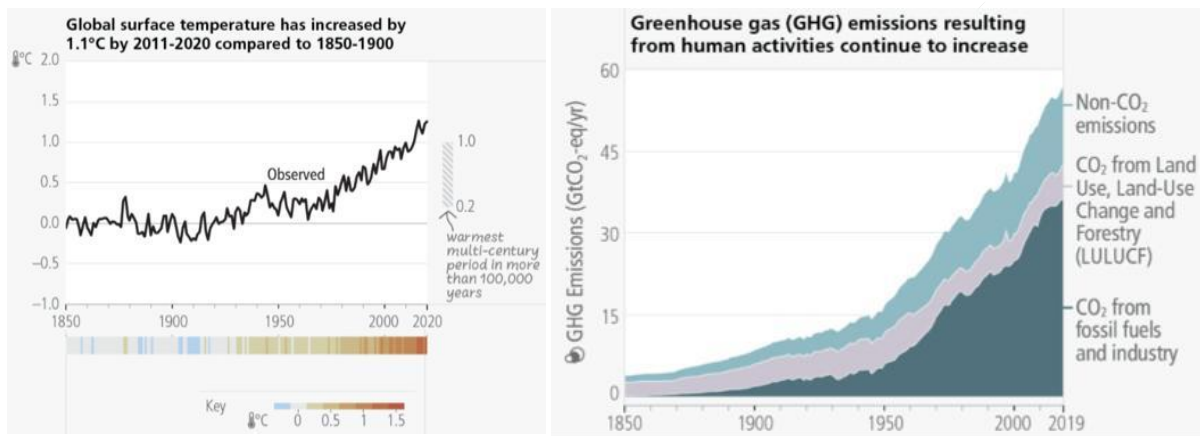 Global surface temperature has increased by
1.1°C by 2011-2020 compared to 1850-1900
°C 2.0
1.5
1.0
0.5
0.0
–0.5
–1.0
Observed
1.0
0.2
warmest
multi-century
period in more
than 100,000
years
1850 1900 1950 2000 2020
Key
°C 0 0.5 1 1.5
Greenhouse gas (GHG) emissions resulting
from human activities continue to increase
GHG Emissions (GtCO₂-eq/yr)
60
45
30
15
0
Non-CO₂
emissions
CO₂ from Land
Use, Land-Use
Change and
Forestry
(LULUCF)
CO₂ from
fossil fuels
and industry
1850 1900 1950 2000 2019